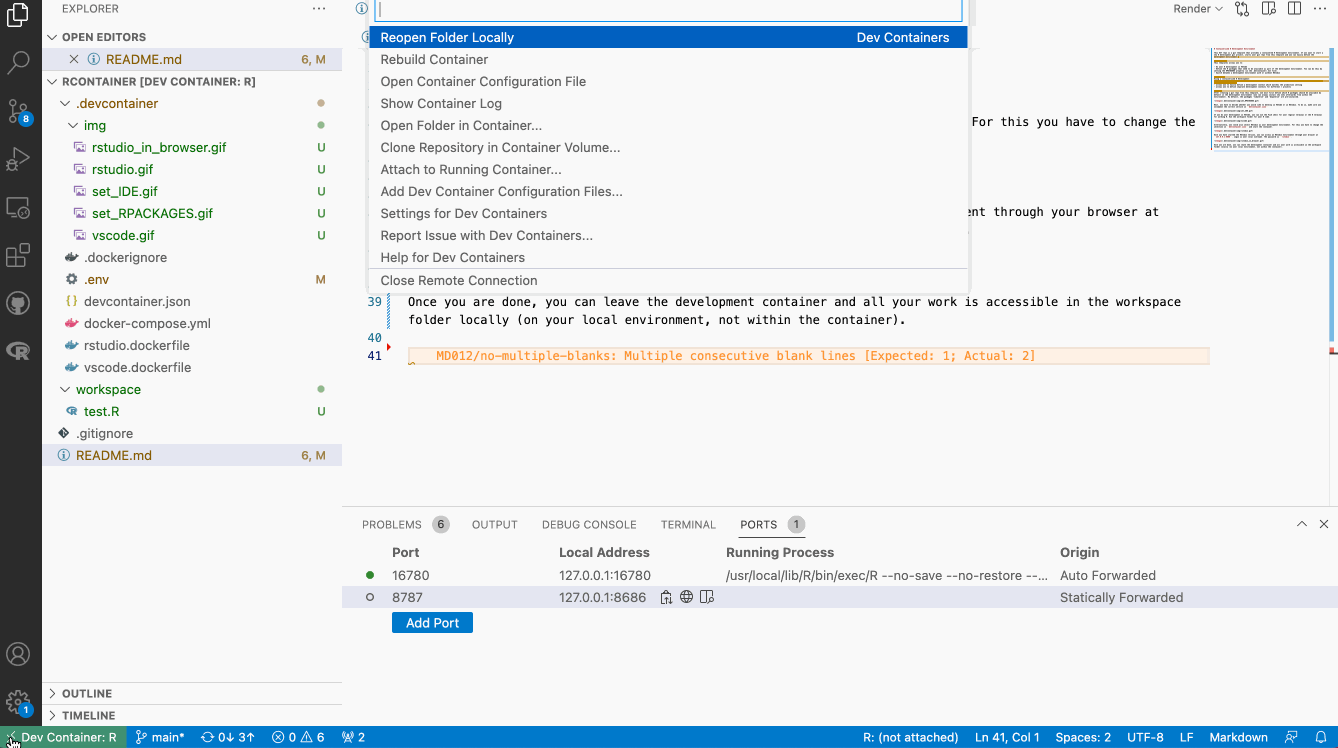 EXPLORER
Render
OPEN EDITORS
README.md 6, M
RCONTAINER [DEV CONTAINER: R]
.devcontainer
img
rstudio_in_browser.gif U
rstudio.gif U
set_IDE.gif U
set_RPACKAGES.gif U
vscode.gif U
.dockerignore
.env M
devcontainer.json
docker-compose.yml
rstudio.dockerfile
vscode.dockerfile
workspace
test.R U
.gitignore
README.md 6, M
OUTLINE
TIMELINE
8
1
Reopen Folder Locally Dev Containers
Rebuild Container
Open Container Configuration File
Show Container Log
Open Folder in Container...
Clone Repository in Container Volume...
Attach to Running Container...
Add Dev Container Configuration Files...
Settings for Dev Containers
Report Issue with Dev Containers...
Help for Dev Containers
Close Remote Connection
For this you have to change the
ent through your browser at
39 Once you are done, you can leave the development container and all your work is accessible in the workspace
folder locally (on your local environment, not within the container).
40
41 MD012/no-multiple-blanks: Multiple consecutive blank lines [Expected: 1; Actual: 2]
PROBLEMS 6 OUTPUT DEBUG CONSOLE TERMINAL PORTS 1
Port Local Address Running Process Origin
16780 127.0.0.1:16780 /usr/local/lib/R/bin/exec/R --no-save --no-restore --... Auto Forwarded
8787 127.0.0.1:8686 Statically Forwarded
Add Port
Dev Container: R main* 0↓ 3↑ 0 6 2 R: (not attached) Ln 41, Col 1 Spaces: 2 UTF-8 LF Markdown